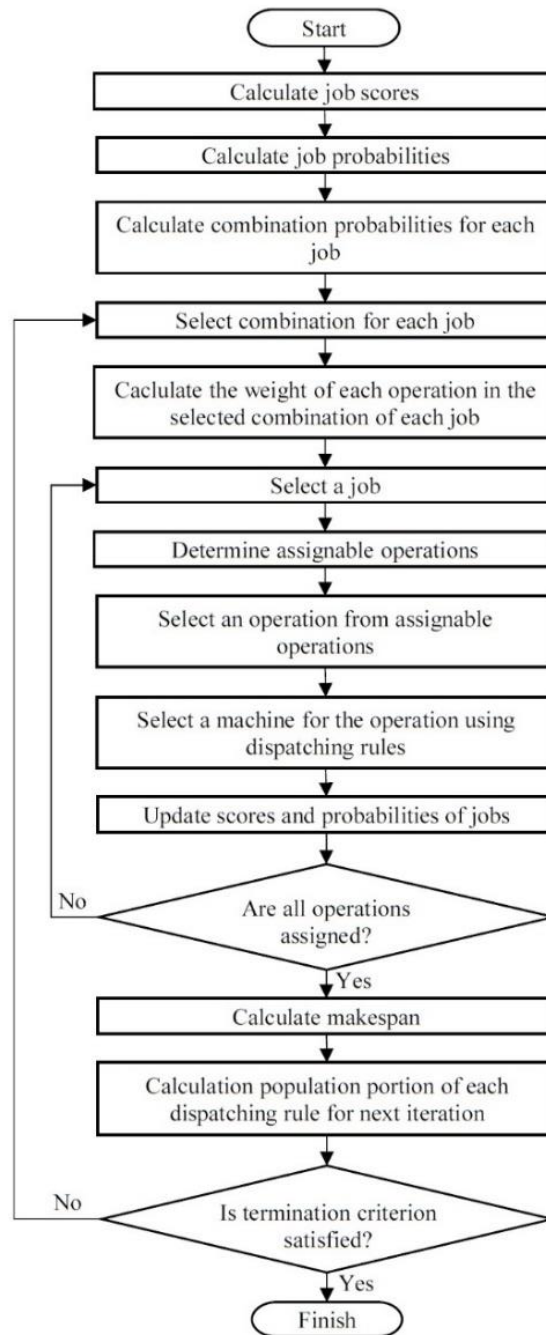 Start
Calculate job scores
Calculate job probabilities
Calculate combination probabilities for each
job
Select combination for each job
Caclulate the weight of each operation in the
selected combination of each job
Select a job
Determine assignable operations
Select an operation from assignable
operations
Select a machine for the operation using
dispatching rules
Update scores and probabilities of jobs
No
Are all operations
assigned?
Yes
Calculate makespan
Calculation population portion of each
dispatching rule for next iteration
No
Is termination criterion
satisfied?
Yes
Finish